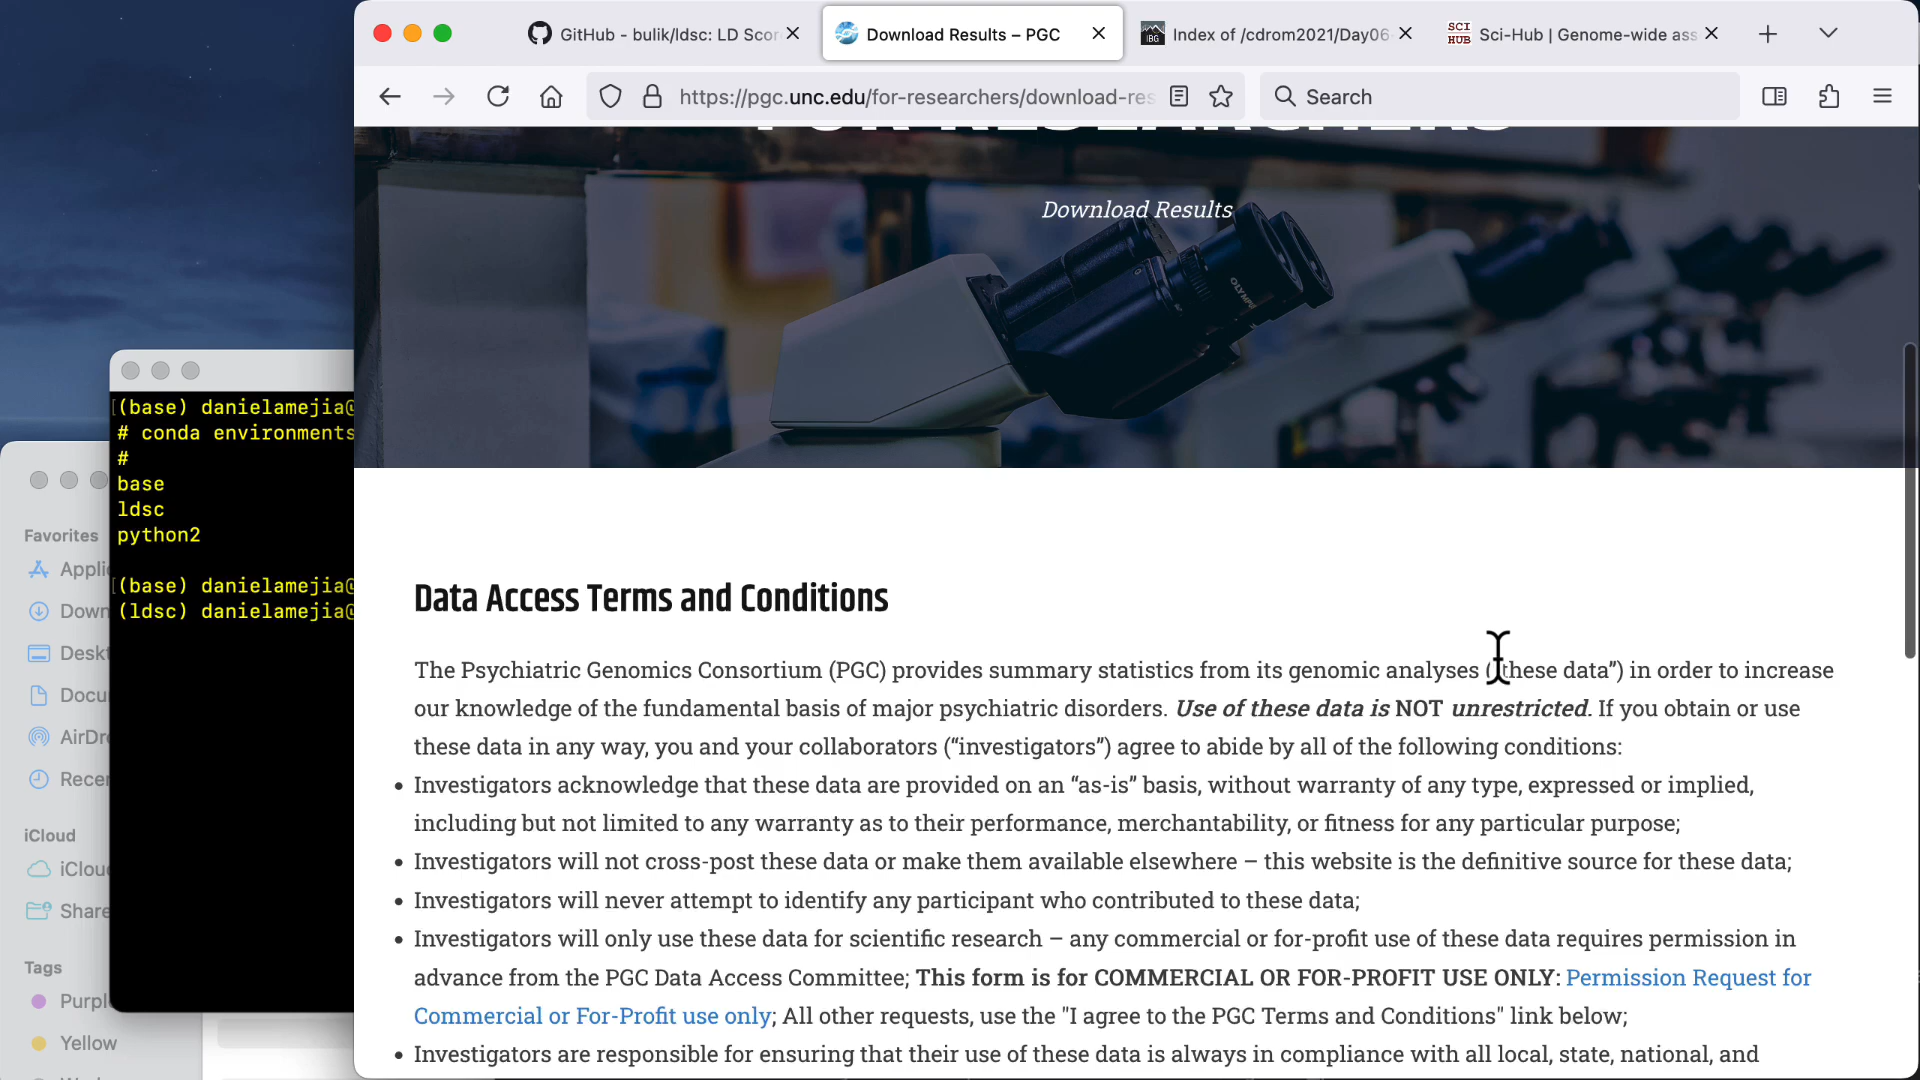 GitHub - bulik/ldsc: LD Scor
Download Results – PGC
Index of /cdrom2021/Day06-
Sci-Hub | Genome-wide ass
SCI
HUB
IBG
https://pgc.unc.edu/for-researchers/download-res
Search
FOR RESEARCHERS
Download Results
OLYMPUS
Data Access Terms and Conditions
The Psychiatric Genomics Consortium (PGC) provides summary statistics from its genomic analyses (“these data”) in order to increase
our knowledge of the fundamental basis of major psychiatric disorders. Use of these data is NOT unrestricted. If you obtain or use
these data in any way, you and your collaborators (“investigators”) agree to abide by all of the following conditions:
• Investigators acknowledge that these data are provided on an “as-is” basis, without warranty of any type, expressed or implied,
including but not limited to any warranty as to their performance, merchantability, or fitness for any particular purpose;
• Investigators will not cross-post these data or make them available elsewhere – this website is the definitive source for these data;
• Investigators will never attempt to identify any participant who contributed to these data;
• Investigators will only use these data for scientific research – any commercial or for-profit use of these data requires permission in
advance from the PGC Data Access Committee; This form is for COMMERCIAL OR FOR-PROFIT USE ONLY: Permission Request for
Commercial or For-Profit use only; All other requests, use the "I agree to the PGC Terms and Conditions" link below;
• Investigators are responsible for ensuring that their use of these data is always in compliance with all local, state, national, and
[(base) danielamejia@
# conda environments
#
base
ldsc
python2
[(base) danielamejia@
(ldsc) danielamejia@
Favorites
Appli
Down
Deskt
Docu
AirDr
Recen
iCloud
iCloud
Share
Tags
Purpl
Yellow